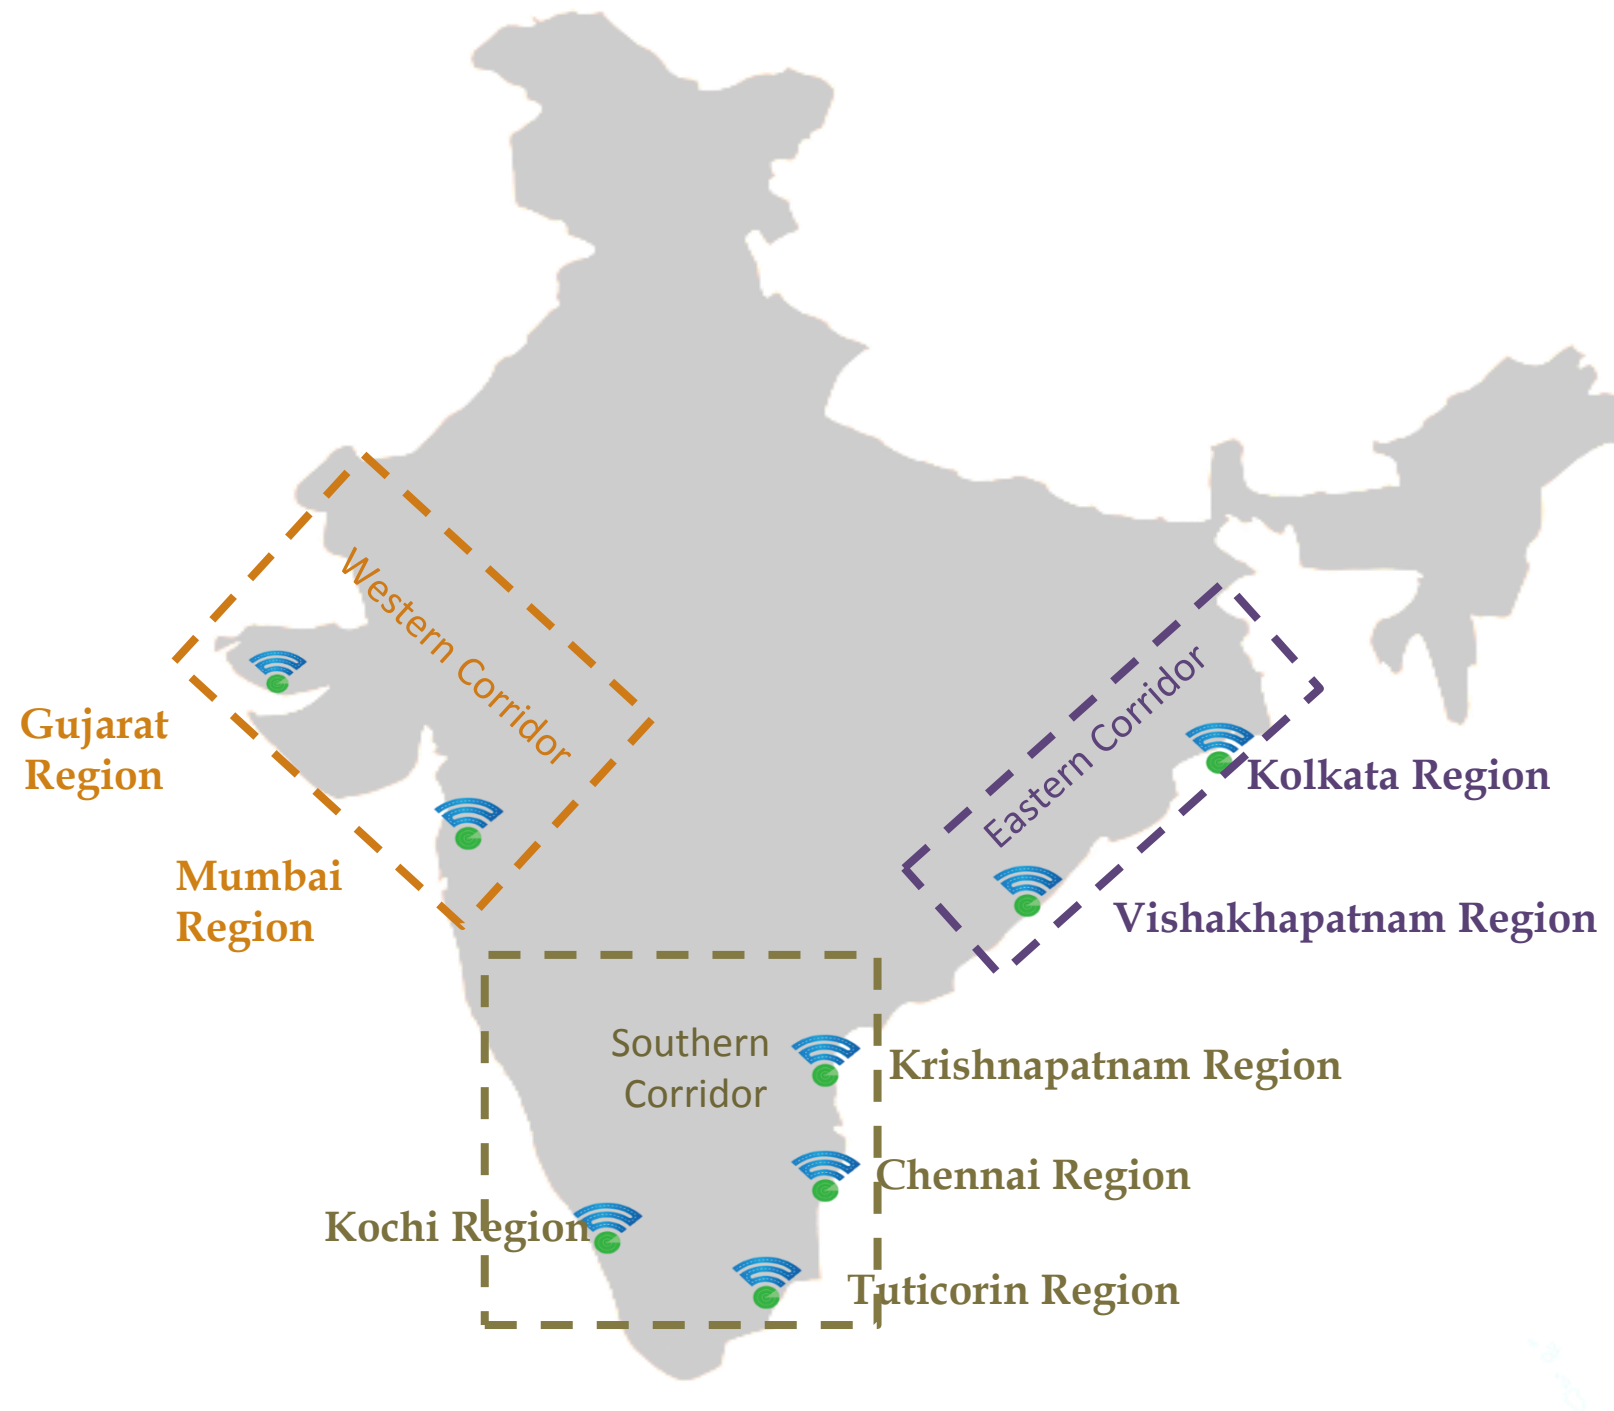 Western Corridor
Gujarat
Region
Mumbai
Region
Eastern Corridor
Kolkata Region
Vishakhapatnam Region
Southern
Corridor
Krishnapatnam Region
Chennai Region
Kochi Region
Tuticorin Region